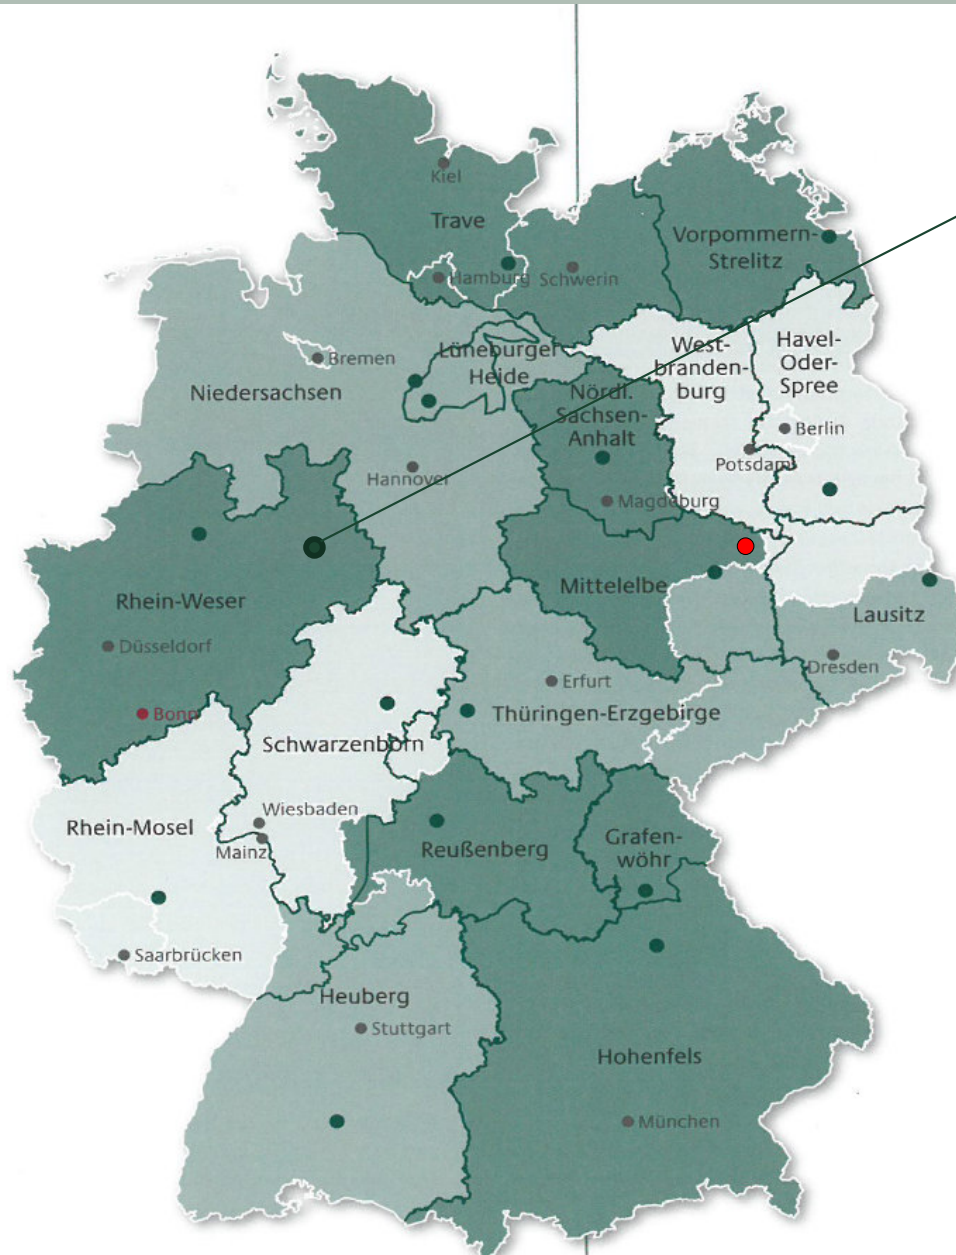 Kiel
Trave
Vorpommern-
Strelitz
Hamburg
Schwerin
Bremen
Lüneburger
Heide
West-
branden-
burg
Havel-
Oder-
Spree
Niedersachsen
Nördl.
Sachsen-
Anhalt
Berlin
Potsdam
Hannover
Magdeburg
Mittelelbe
Rhein-Weser
Lausitz
Düsseldorf
Dresden
Erfurt
Bonn
Thüringen-Erzgebirge
Schwarzenborn
Wiesbaden
Rhein-Mosel
Mainz
Reußenberg
Grafen-
wöhr
Saarbrücken
Heuberg
Stuttgart
Hohenfels
München